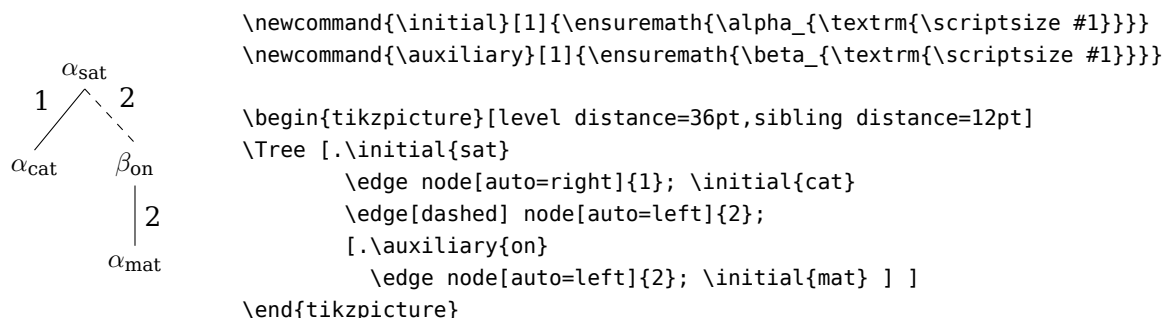 α_sat
1 2
α_cat β_on
2
α_mat
\newcommand{\initial}[1]{\ensuremath{\alpha_{\textrm{\scriptsize #1}}}}
\newcommand{\auxiliary}[1]{\ensuremath{\beta_{\textrm{\scriptsize #1}}}}
\begin{tikzpicture}[level distance=36pt,sibling distance=12pt]
\Tree [.\initial{sat}
\edge node[auto=right]{1}; \initial{cat}
\edge[dashed] node[auto=left]{2};
[.\auxiliary{on}
\edge node[auto=left]{2}; \initial{mat} ] ]
\end{tikzpicture}